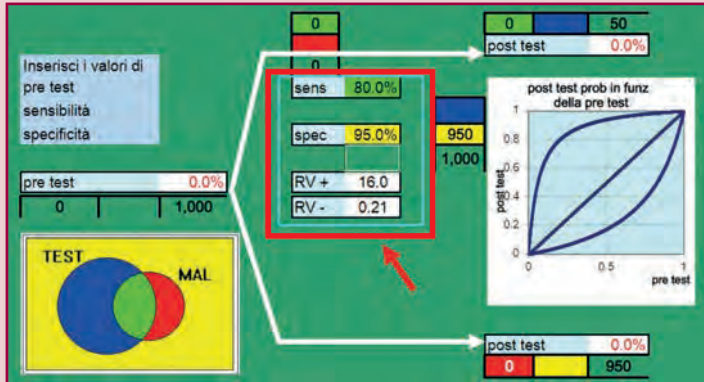 0
0
0 50
post test 0.0%
Inserisci i valori di
pre test
sensibilità
specificità
sens 80.0%
spec 95.0%
950
1,000
pre test 0.0%
0 1,000
RV + 16.0
RV - 0.21
post test prob in funz
della pre test
post test
1
0.8
0.6
0.4
0.2
0
0 0.5 1
pre test
TEST
MAL
post test 0.0%
0 950